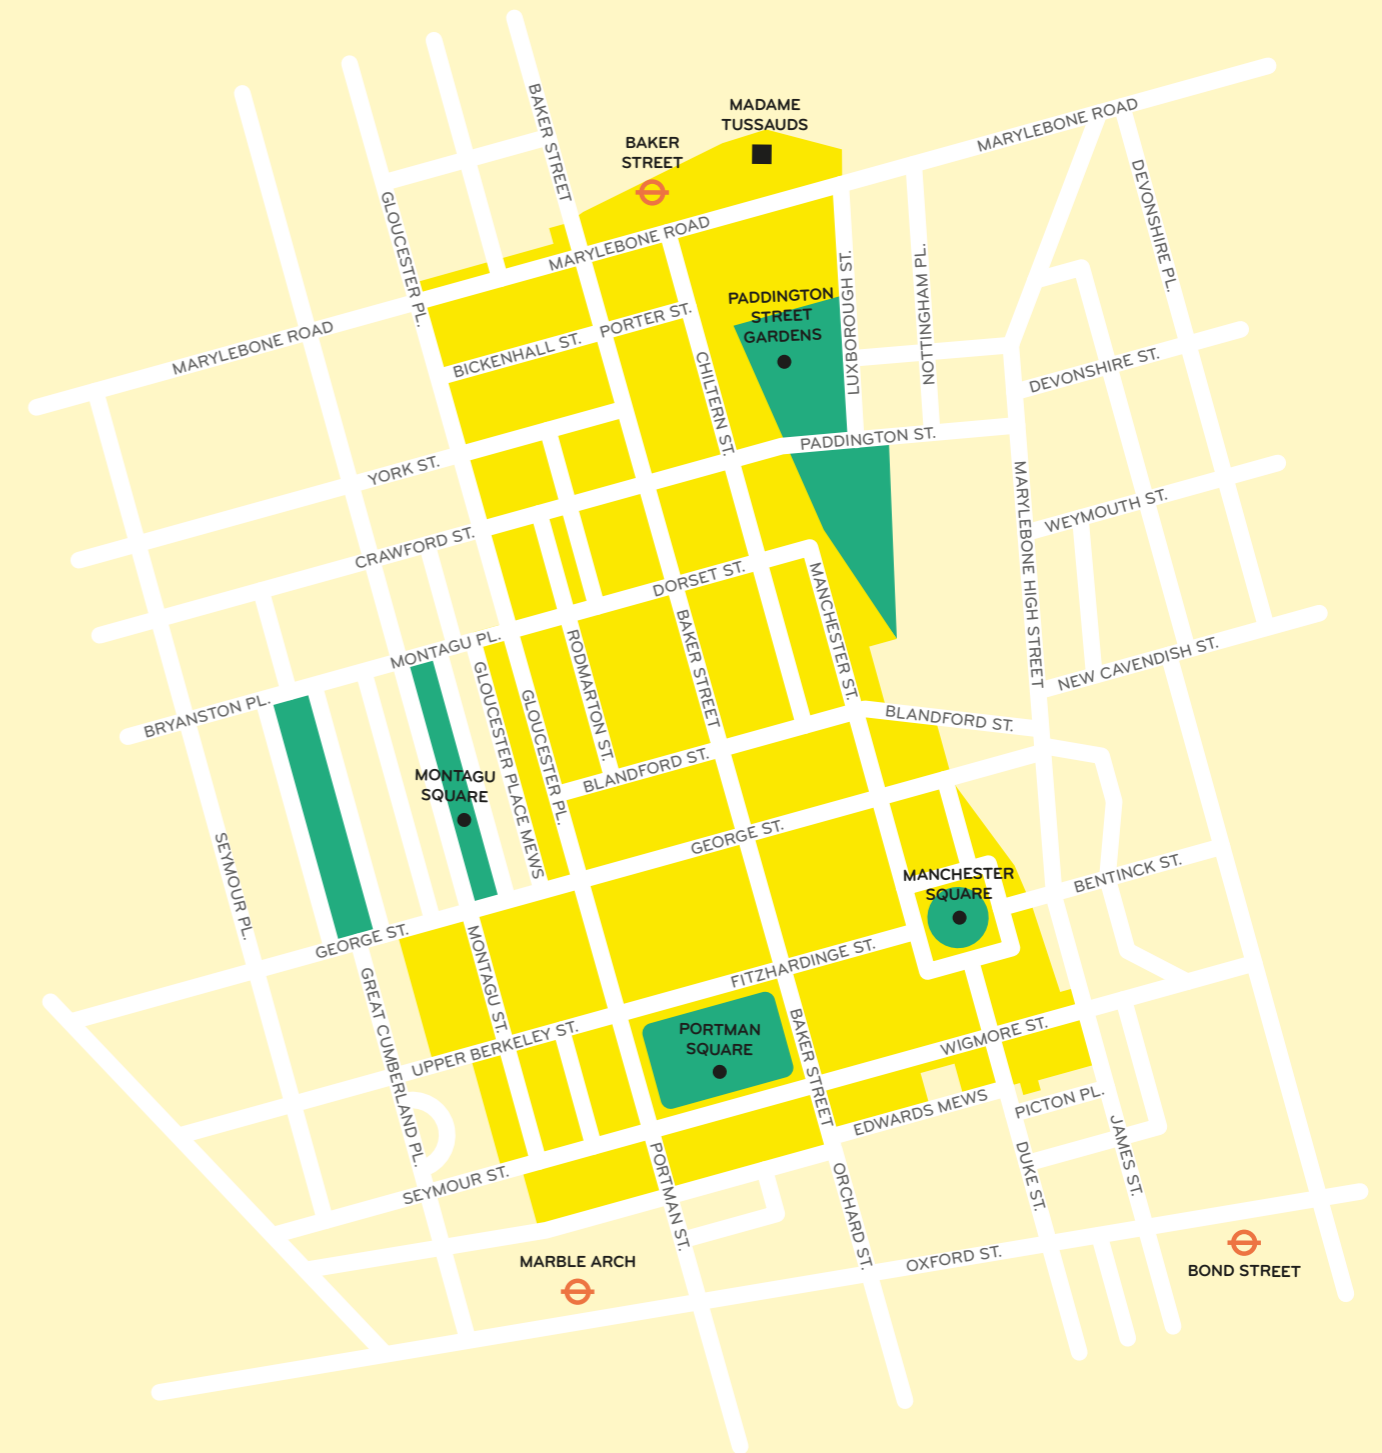 BAKER STREET
MADAME
TUSSAUDS
MARYLEBONE ROAD
BAKER
STREET
DEVONSHIRE PL.
GLOUCESTER PL.
MARYLEBONE ROAD
LUXBOROUGH ST.
NOTTINGHAM PL.
PADDINGTON
STREET
GARDENS
MARYLEBONE ROAD
BICKENHALL ST.
PORTER ST.
CHILTERN ST.
DEVONSHIRE ST.
YORK ST.
PADDINGTON ST.
MARYLEBONE HIGH STREET
WEYMOUTH ST.
CRAWFORD ST.
DORSET ST.
MANCHESTER ST.
BAKER STREET
MONTAGU PL.
RODMARTON ST.
NEW CAVENDISH ST.
GLOUCESTER PLACE MEWS
GLOUCESTER PL.
BRYANSTON PL.
BLANDFORD ST.
BLANDFORD ST.
MONTAGU
SQUARE
SEYMOUR PL.
GEORGE ST.
MANCHESTER
SQUARE
BENTINCK ST.
GEORGE ST.
MONTAGU ST.
FITZHARDINGE ST.
GREAT CUMBERLAND PL.
UPPER BERKELEY ST.
PORTMAN
SQUARE
BAKER STREET
WIGMORE ST.
EDWARDS MEWS
PICTON PL.
JAMES ST.
DUKE ST.
SEYMOUR ST.
PORTMAN ST.
ORCHARD ST.
MARBLE ARCH
OXFORD ST.
BOND STREET